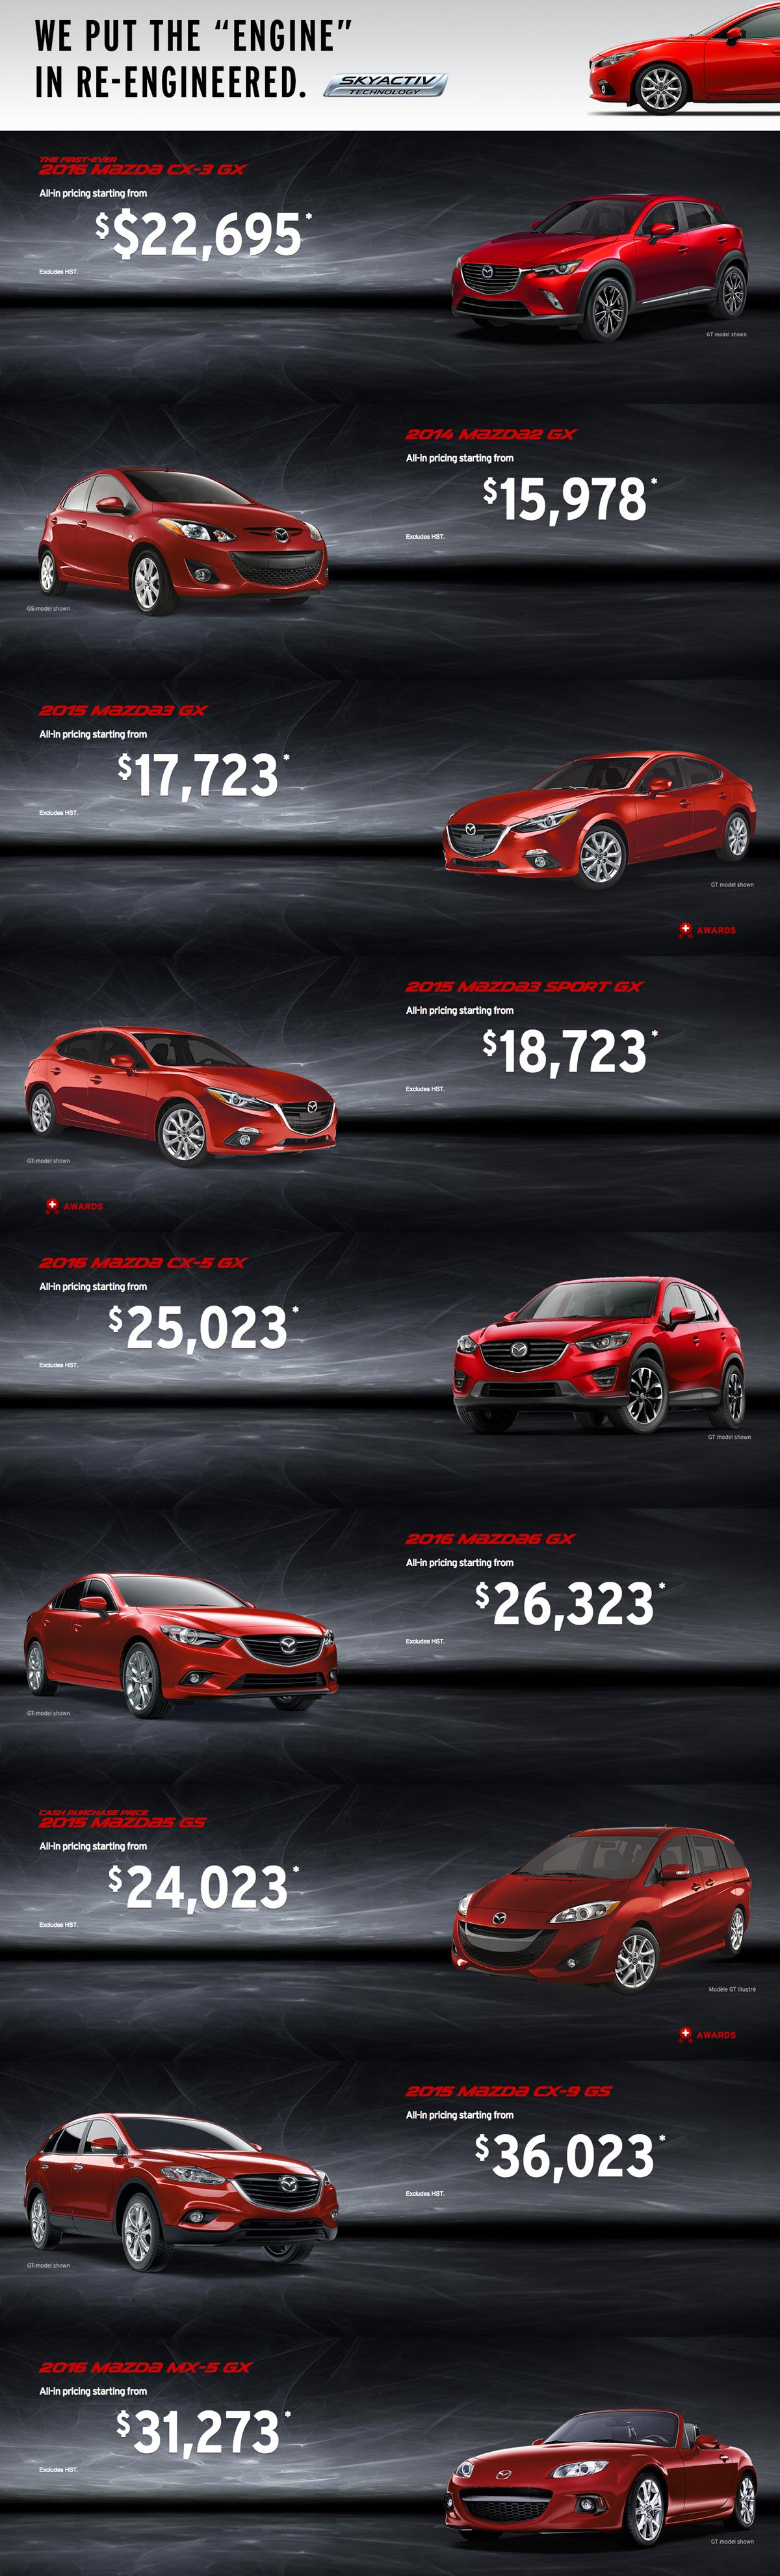 WE PUT THE “ENGINE”
IN RE-ENGINEERED.
SKYACTIV
TECHNOLOGY
THE FIRST-EVER
2016 MAZDA CX-3 GX
All-in pricing starting from
$$22,695*
Excludes HST.
GT model shown
2014 MAZDA2 GX
All-in pricing starting from
$15,978*
Excludes HST.
GS model shown
2015 MAZDA3 GX
All-in pricing starting from
$17,723*
Excludes HST.
GT model shown
AWARDS
2015 MAZDA3 SPORT GX
All-in pricing starting from
$18,723*
Excludes HST.
GT model shown
AWARDS
2016 MAZDA CX-5 GX
All-in pricing starting from
$25,023*
Excludes HST.
GT model shown
2016 MAZDA6 GX
All-in pricing starting from
$26,323*
Excludes HST.
GT model shown
CASH PURCHASE PRICE
2015 MAZDA5 GS
All-in pricing starting from
$24,023*
Excludes HST.
Modèle GT illustré
AWARDS
2015 MAZDA CX-9 GS
All-in pricing starting from
$36,023*
Excludes HST.
GT model shown
2016 MAZDA MX-5 GX
All-in pricing starting from
$31,273*
Excludes HST.
GT model shown